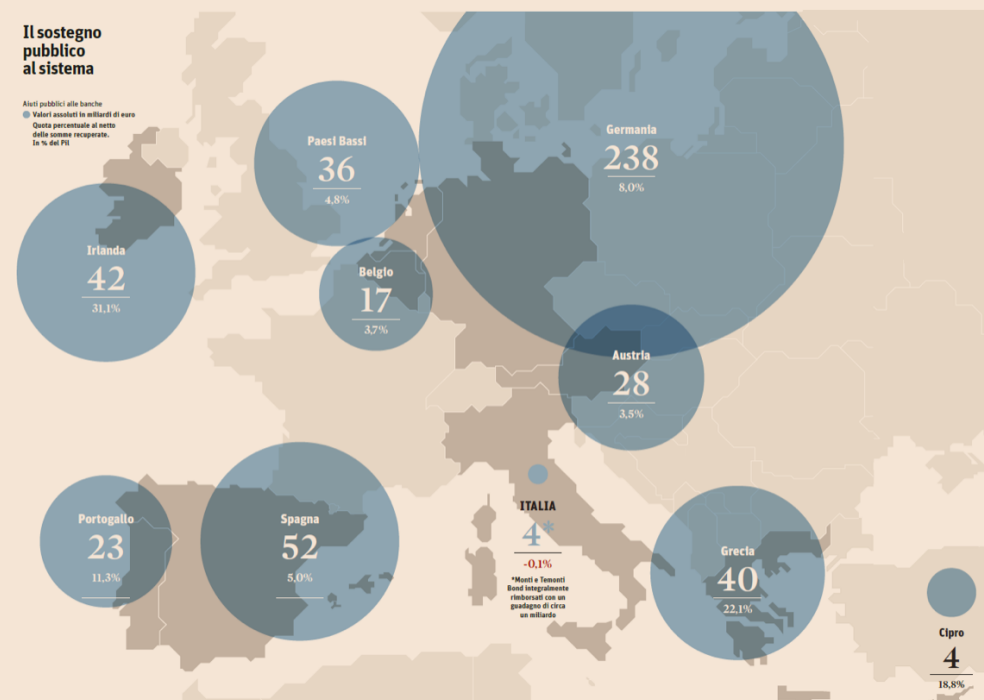 Il sostegno
pubblico
al sistema
Aiuti pubblici alle banche
Valori assoluti in miliardi di euro
Quota percentuale al netto
delle somme recuperate.
In % del Pil
Germania
238
8,0%
Paesi Bassi
36
4,8%
Irlanda
42
31,1%
Belgio
17
3,7%
Austria
28
3,5%
Portogallo
23
11,3%
Spagna
52
5,0%
ITALIA
4*
-0,1%
*Monti e Temonti
Bond integralmente
rimborsati con un
guadagno di circa
un miliardo
Grecia
40
22,1%
Cipro
4
18,8%